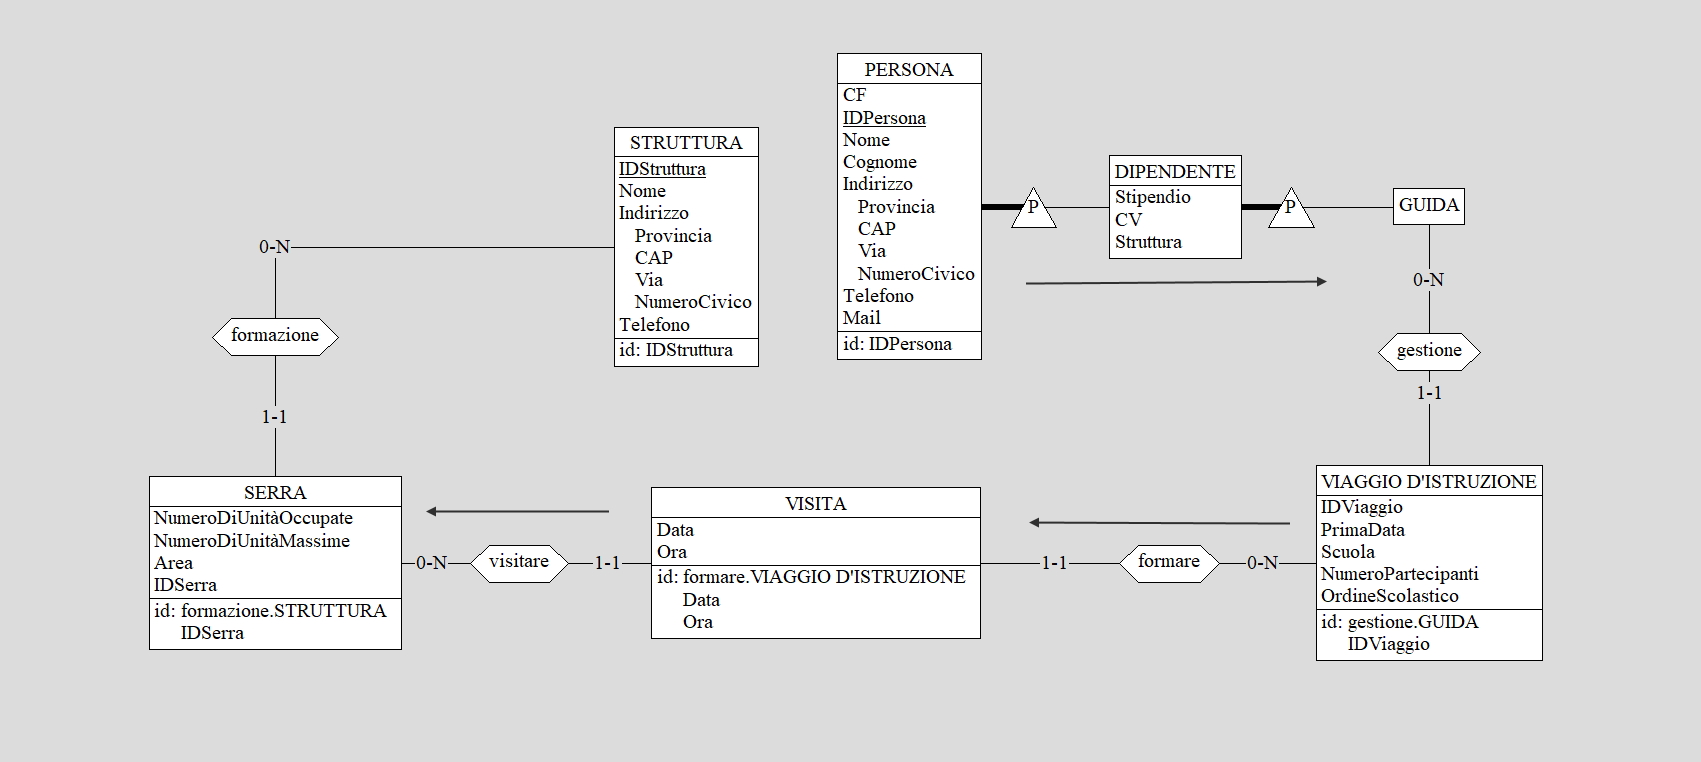 PERSONA
CF
IDPersona
Nome
Cognome
Indirizzo
Provincia
CAP
Via
NumeroCivico
Telefono
Mail
id: IDPersona
STRUTTURA
IDStruttura
Nome
Indirizzo
Provincia
CAP
Via
NumeroCivico
Telefono
id: IDStruttura
P
DIPENDENTE
Stipendio
CV
Struttura
P
GUIDA
0-N
0-N
formazione
gestione
1-1
1-1
SERRA
NumeroDiUnitàOccupate
NumeroDiUnitàMassime
Area
IDSerra
id: formazione.STRUTTURA
IDSerra
0-N
visitare
1-1
VISITA
Data
Ora
id: formare.VIAGGIO D'ISTRUZIONE
Data
Ora
1-1
formare
0-N
VIAGGIO D'ISTRUZIONE
IDViaggio
PrimaData
Scuola
NumeroPartecipanti
OrdineScolastico
id: gestione.GUIDA
IDViaggio